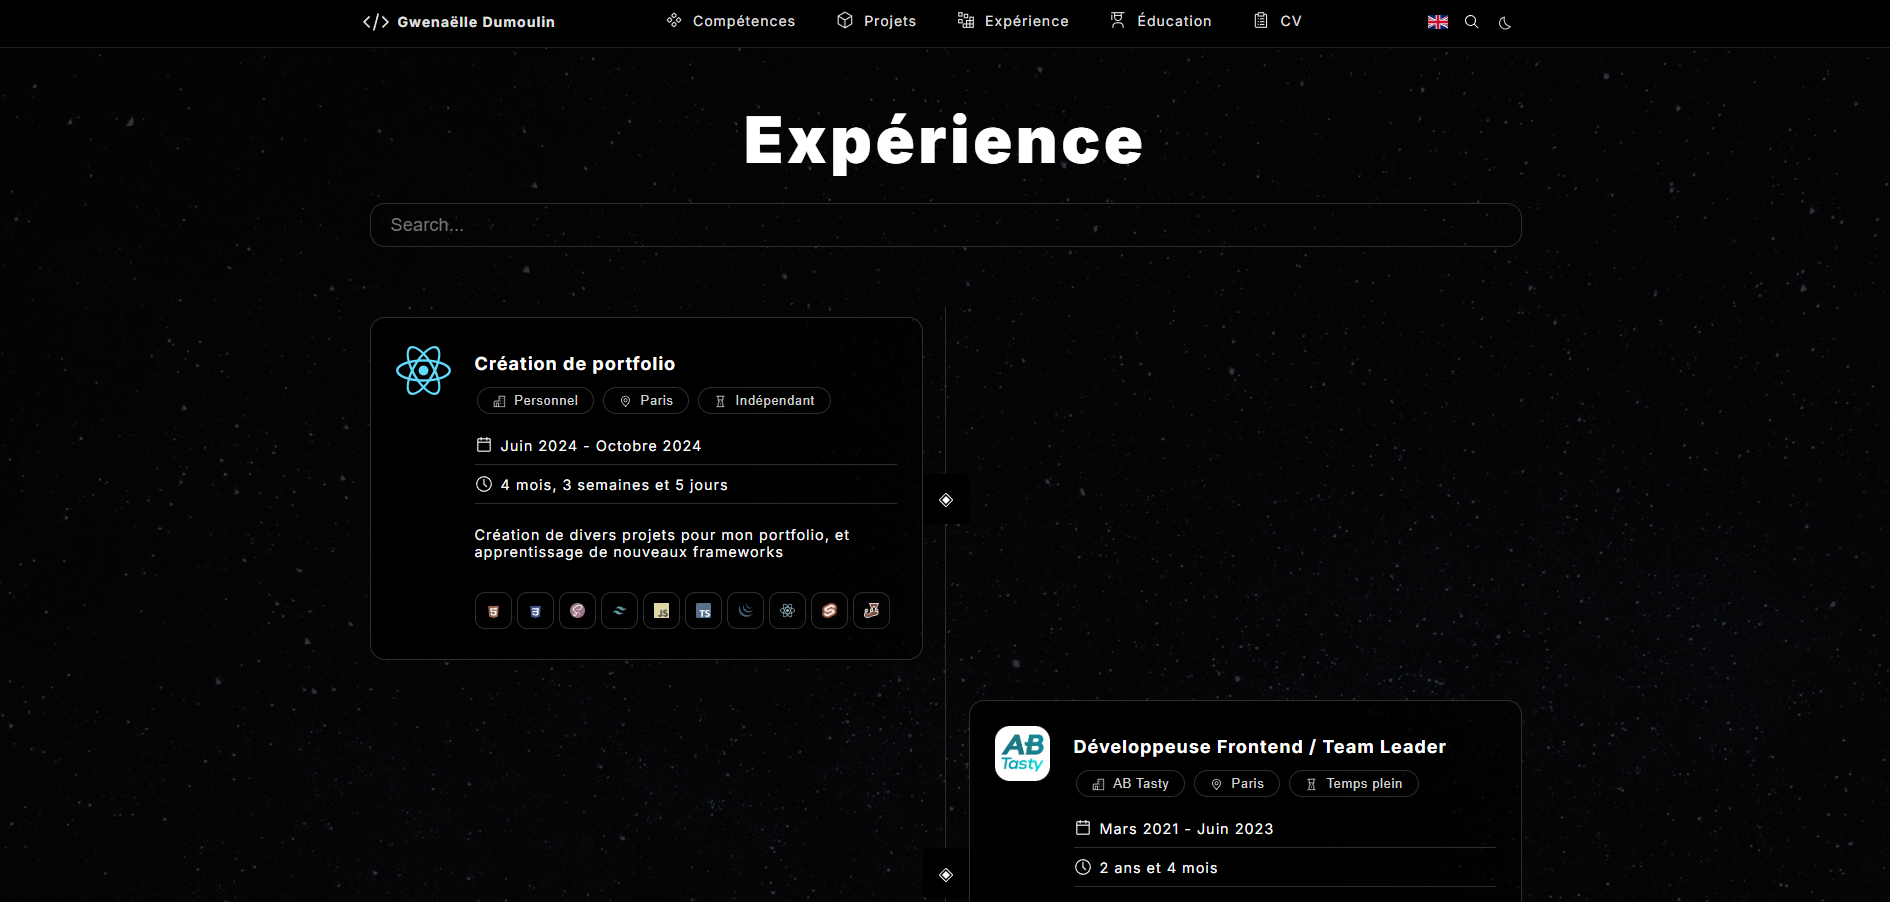 Gwenaëlle Dumoulin
Compétences
Projets
Expérience
Éducation
CV
Expérience
Search...
Création de portfolio
Personnel
Paris
Indépendant
Juin 2024 - Octobre 2024
4 mois, 3 semaines et 5 jours
Création de divers projets pour mon portfolio, et
apprentissage de nouveaux frameworks
5
3
JS
TS
AB
Tasty
Développeuse Frontend / Team Leader
AB Tasty
Paris
Temps plein
Mars 2021 - Juin 2023
2 ans et 4 mois